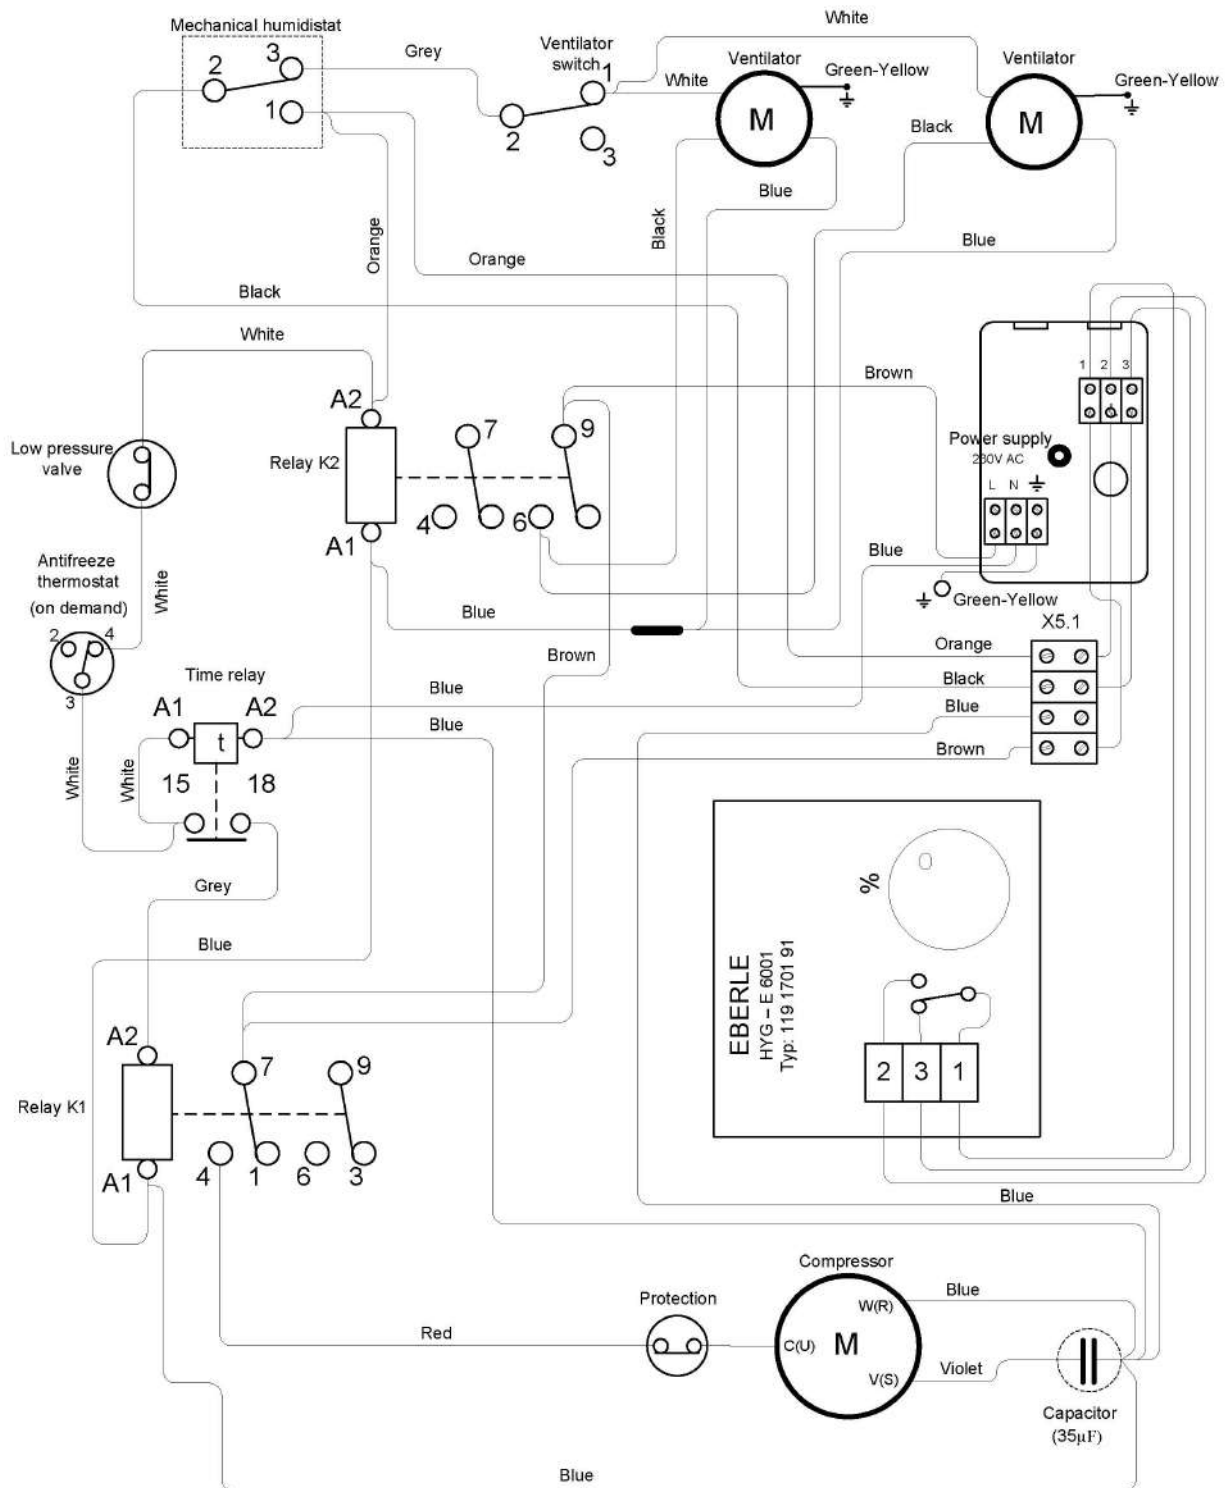 White
Mechanical humidistat
2
3
1
Grey
Ventilator
switch
1
2
3
White
Ventilator
M
Green-Yellow
Ventilator
M
Green-Yellow
Black
Blue
Black
Blue
Orange
Orange
Black
White
Brown
1 2 3
A2
7
9
Low pressure
valve
Relay K2
Power supply
230V AC
L N
4
6
A1
Blue
Antifreeze
thermostat
(on demand)
White
Green-Yellow
Blue
X5.1
2
4
3
Orange
Brown
Time relay
Blue
Black
A1
A2
t
Blue
Blue
Brown
White
White
15
18
%
Grey
Blue
EBERLE
HYG – E 6001
Typ: 119 1701 91
A2
7
9
2
3
1
Relay K1
4
1
6
3
A1
Blue
Compressor
Protection
W(R)
Blue
Red
C(U)
M
V(S)
Violet
Capacitor
(35µF)
Blue